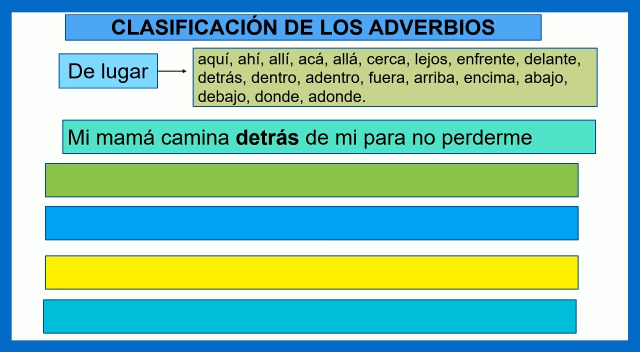 CLASIFICACIÓN DE LOS ADVERBIOS
De lugar
aquí, ahí, allí, acá, allá, cerca, lejos, enfrente, delante,
detrás, dentro, adentro, fuera, arriba, encima, abajo,
debajo, donde, adonde.
Mi mamá camina detrás de mi para no perderme